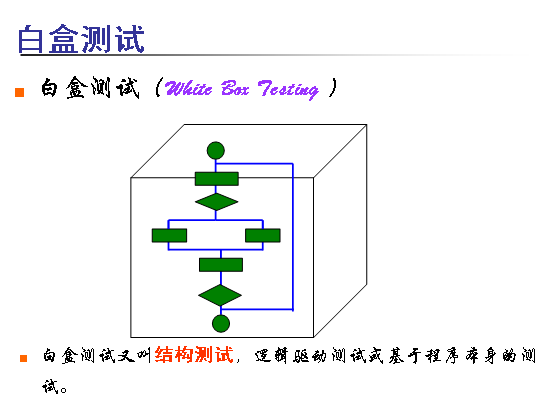 白盒测试
白盒测试（White Box Testing ）
白盒测试又叫结构测试，逻辑驱动测试或基于程序本身的测
试。